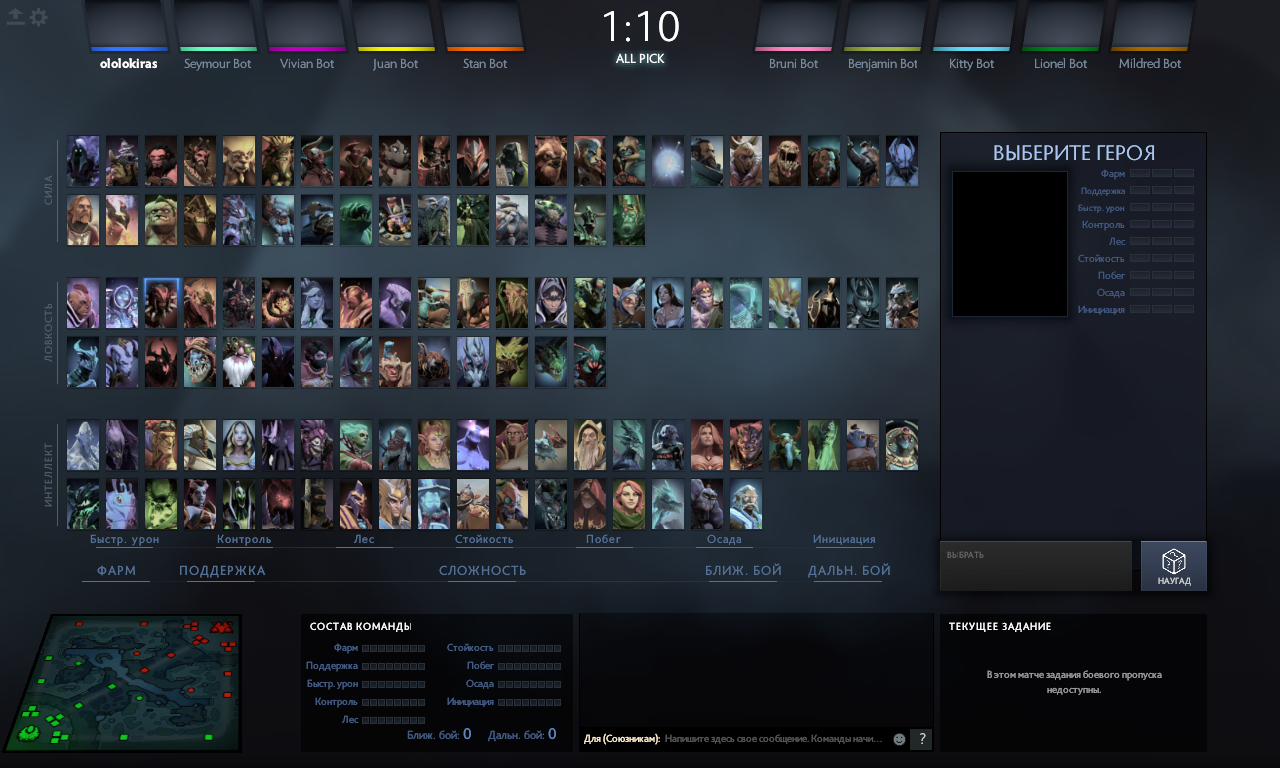 1:10
ALL PICK
ololokiras
Seymour Bot
Vivian Bot
Juan Bot
Stan Bot
Bruni Bot
Benjamin Bot
Kitty Bot
Lionel Bot
Mildred Bot
СИЛА
ЛОВКОСТЬ
ИНТЕЛЛЕКТ
ВЫБЕРИТЕ ГЕРОЯ
Фарм
Поддержка
Быстр. урон
Контроль
Лес
Стойкость
Побег
Осада
Инициация
Быстр. урон
Контроль
Лес
Стойкость
Побег
Осада
Инициация
ФАРМ
ПОДДЕРЖКА
СЛОЖНОСТЬ
БЛИЖ. БОЙ
ДАЛЬН. БОЙ
ВЫБРАТЬ
НАУГАД
СОСТАВ КОМАНДЫ
Фарм
Стойкость
Поддержка
Побег
Быстр. урон
Осада
Контроль
Инициация
Лес
Ближ. бой: 0
Дальн. бой: 0
Для (Союзникам):
Напишите здесь свое сообщение. Команды начи...
?
ТЕКУЩЕЕ ЗАДАНИЕ
В этом матче задания боевого пропуска
недоступны.